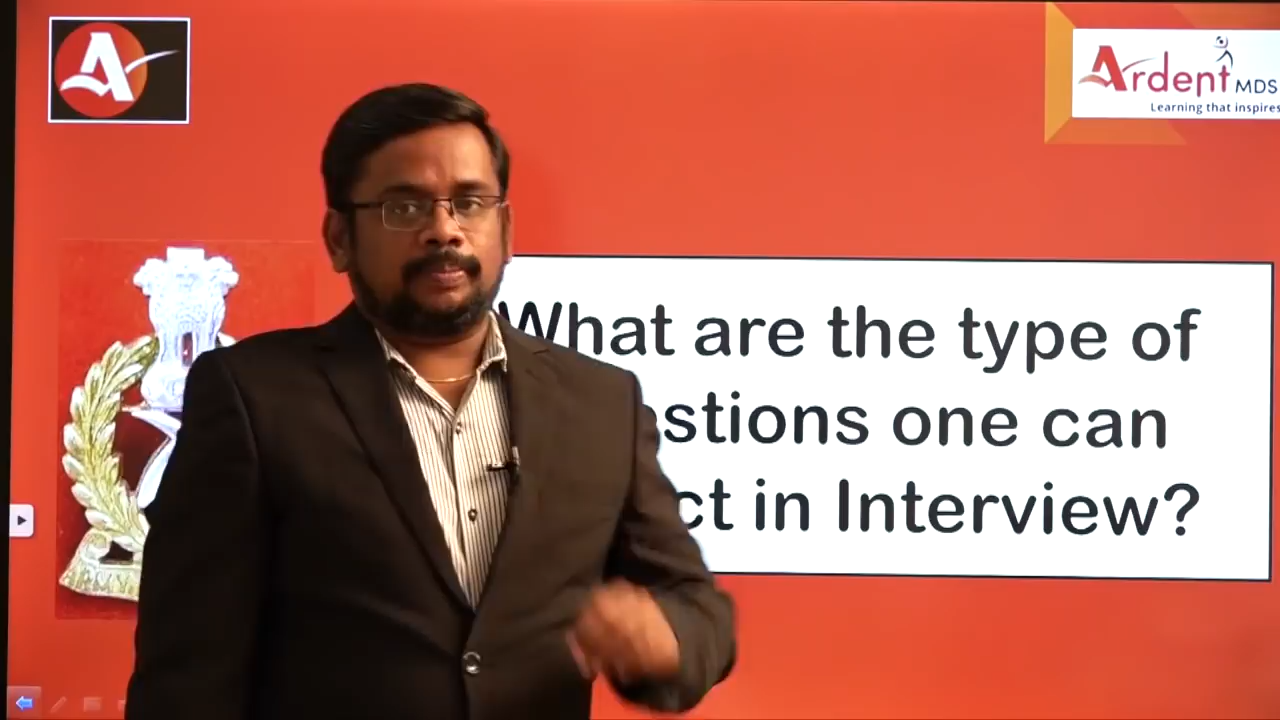 A
Ardent MDS
Learning that inspires
What are the type of
stions one can
ct in Interview?